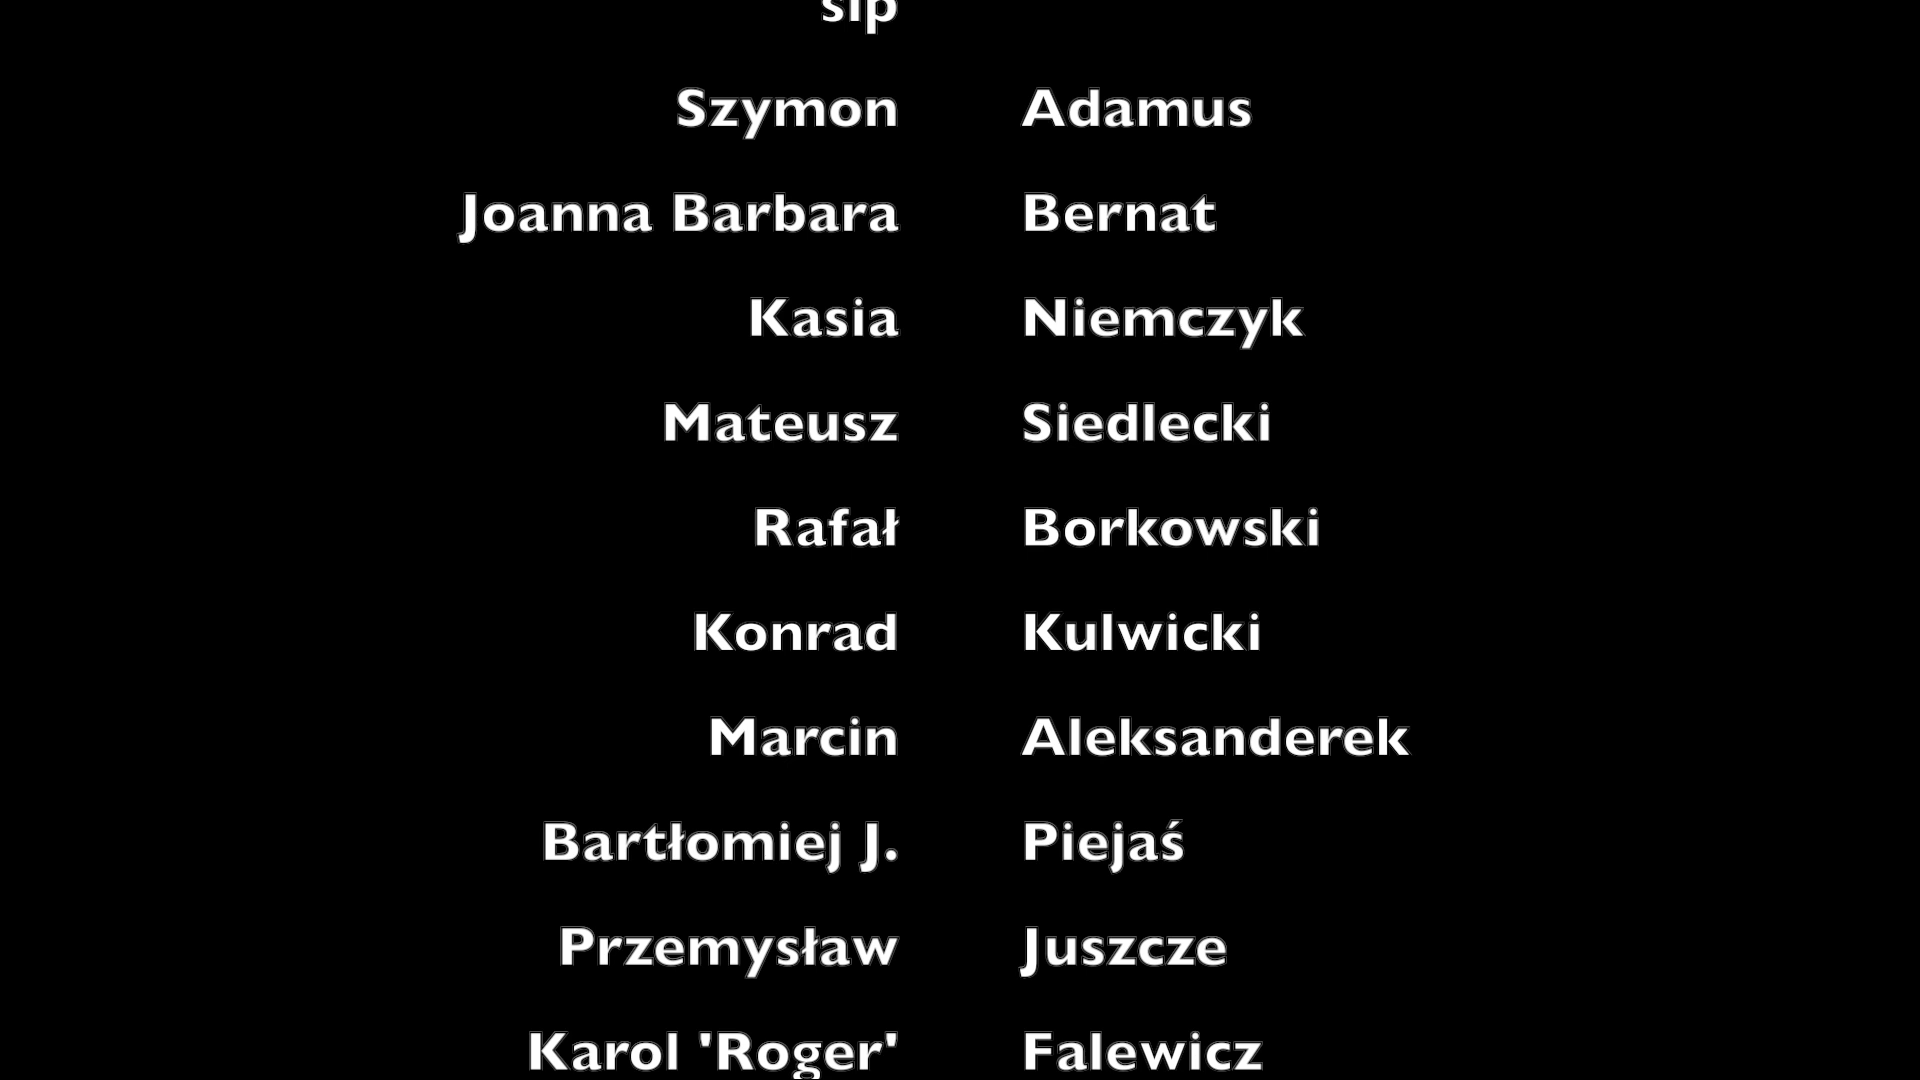 sip
Szymon Adamus
Joanna Barbara Bernat
Kasia Niemczyk
Mateusz Siedlecki
Rafał Borkowski
Konrad Kulwicki
Marcin Aleksanderek
Bartłomiej J. Piejaś
Przemysław Juszcze
Karol 'Roger' Falewicz